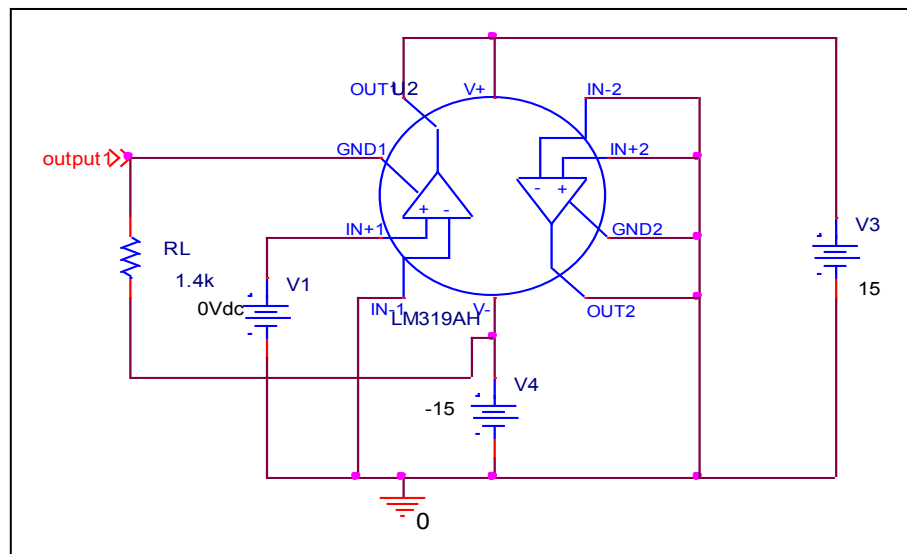 OUT1
U2
V+
IN-2
output1
GND1
IN+2
-
+
+
-
IN+1
GND2
V3
RL
1.4k
V1
0Vdc
15
IN-1
LM319AH
V-
OUT2
V4
-15
0